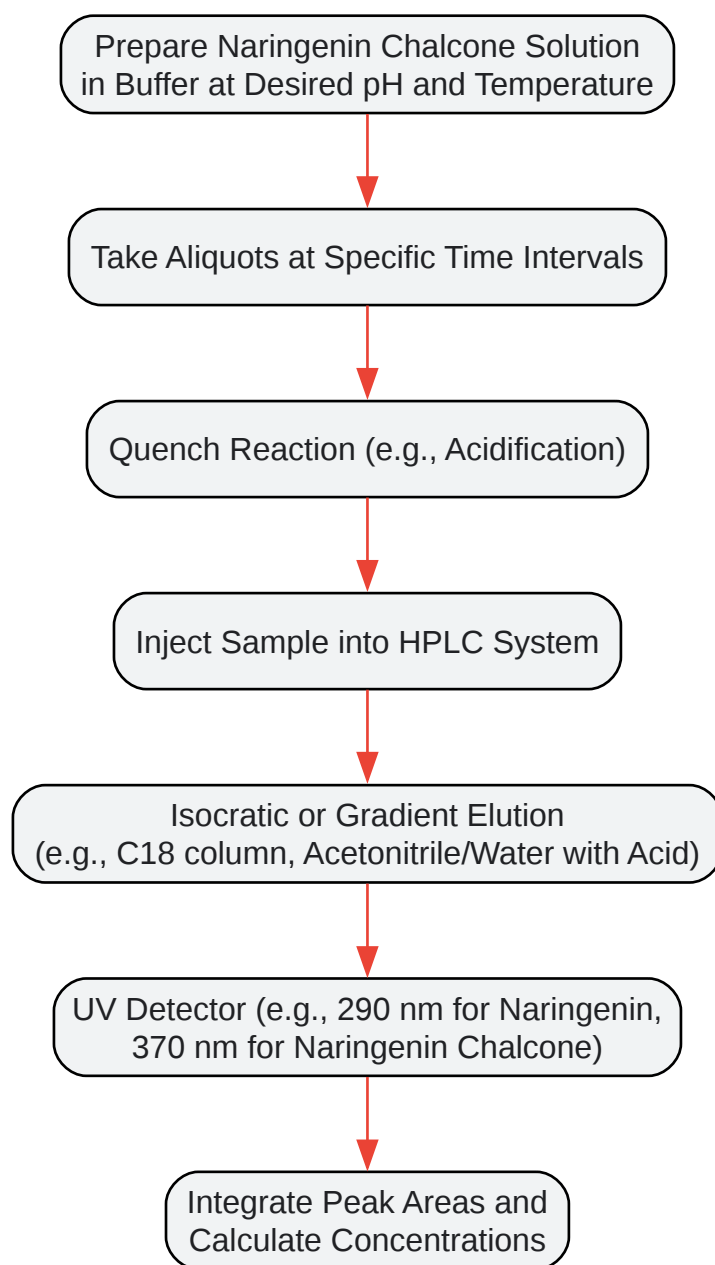 Prepare Naringenin Chalcone Solution
in Buffer at Desired pH and Temperature
Take Aliquots at Specific Time Intervals
Quench Reaction (e.g., Acidification)
Inject Sample into HPLC System
Isocratic or Gradient Elution
(e.g., C18 column, Acetonitrile/Water with Acid)
UV Detector (e.g., 290 nm for Naringenin,
370 nm for Naringenin Chalcone)
Integrate Peak Areas and
Calculate Concentrations